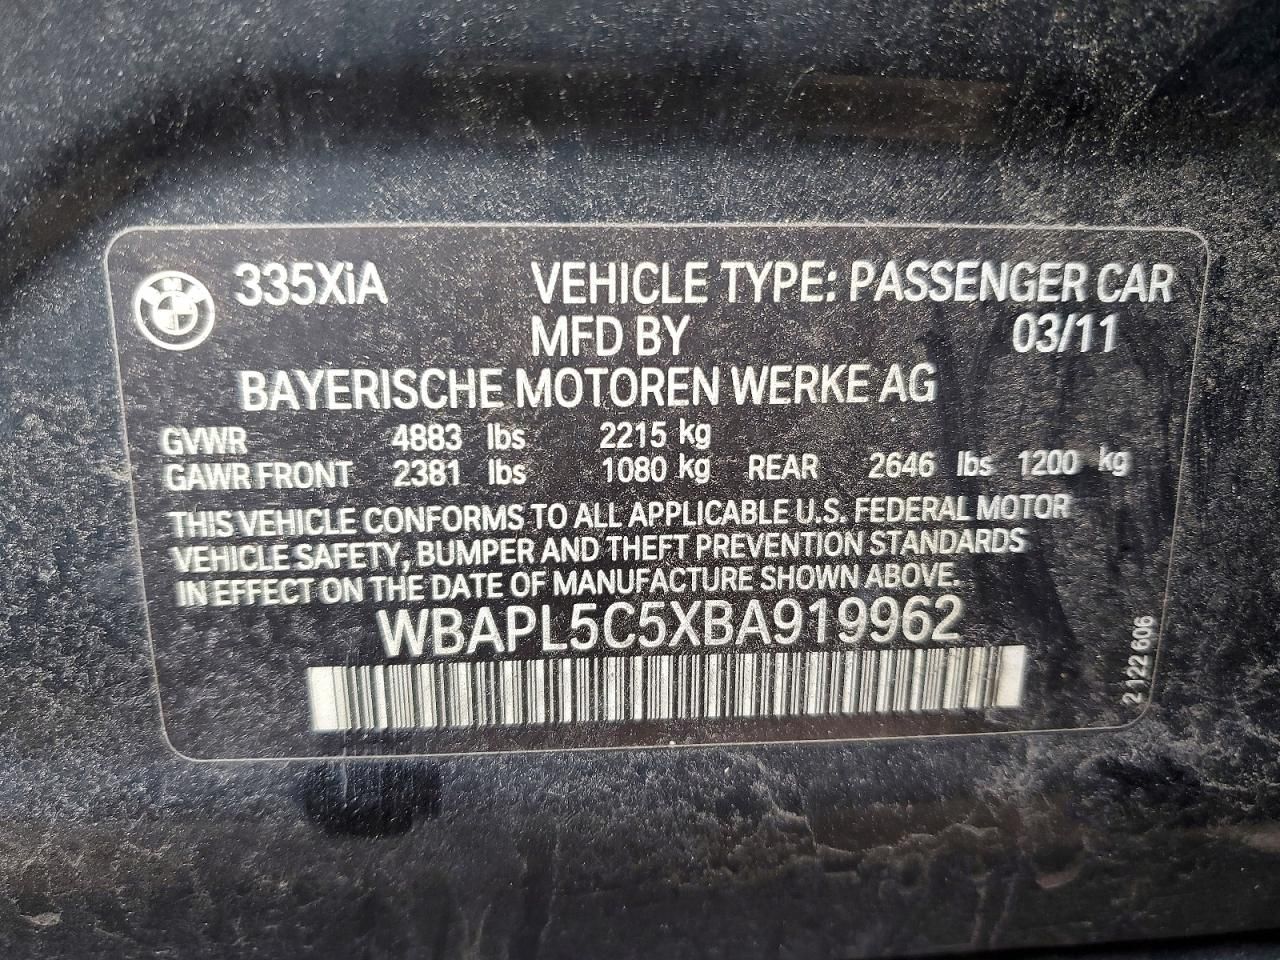 335XiA VEHICLE TYPE: PASSENGER CAR
MFD BY 03/11
BAYERISCHE MOTOREN WERKE AG
GVWR 4883 lbs 2215 kg
GAWR FRONT 2381 lbs 1080 kg REAR 2646 lbs 1200 kg
THIS VEHICLE CONFORMS TO ALL APPLICABLE U.S. FEDERAL MOTOR
VEHICLE SAFETY, BUMPER AND THEFT PREVENTION STANDARDS
IN EFFECT ON THE DATE OF MANUFACTURE SHOWN ABOVE.
WBAPL5C5XBA919962
2 122 606